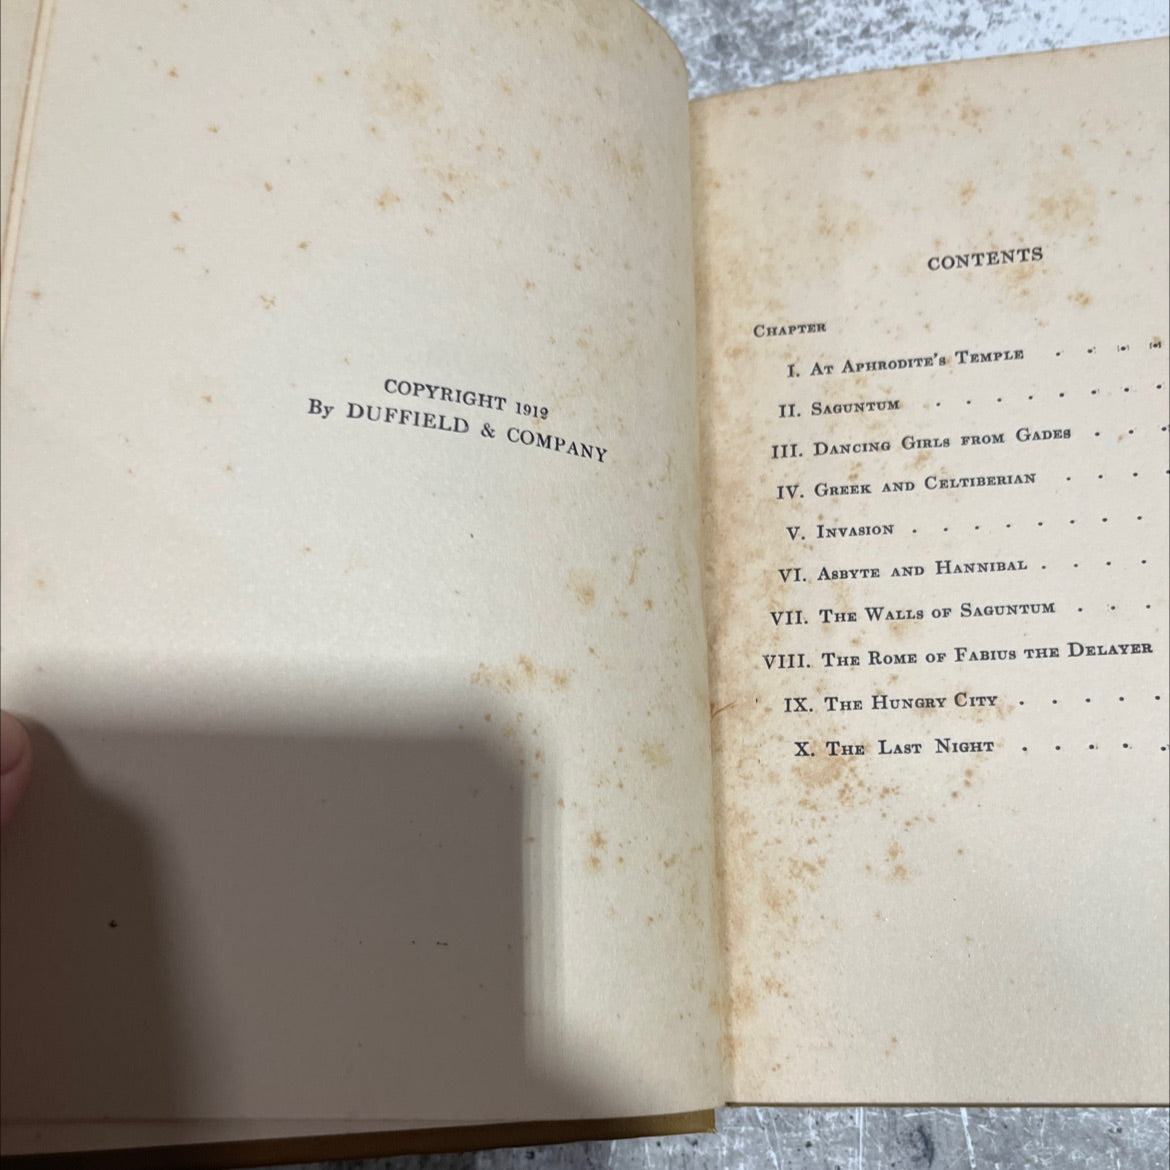 COPYRIGHT 1912
By DUFFIELD & COMPANY
CONTENTS
CHAPTER
I. AT APHRODITE'S TEMPLE . . . .
II. SAGUNTUM . . . . . . . .
III. DANCING GIRLS FROM GADES . . .
IV. GREEK AND CELTIBERIAN . . . .
V. INVASION . . . . . . . .
VI. ASBYTE AND HANNIBAL . . . .
VII. THE WALLS OF SAGUNTUM . . .
VIII. THE ROME OF FABIUS THE DELAYER
IX. THE HUNGRY CITY . . . . .
X. THE LAST NIGHT . . . . .